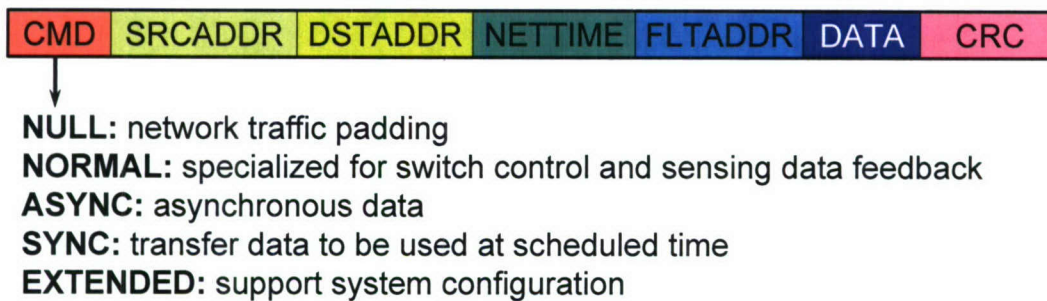 CMD SRCADDR DSTADDR NETTIME FLTADDR DATA CRC
NULL: network traffic padding
NORMAL: specialized for switch control and sensing data feedback
ASYNC: asynchronous data
SYNC: transfer data to be used at scheduled time
EXTENDED: support system configuration